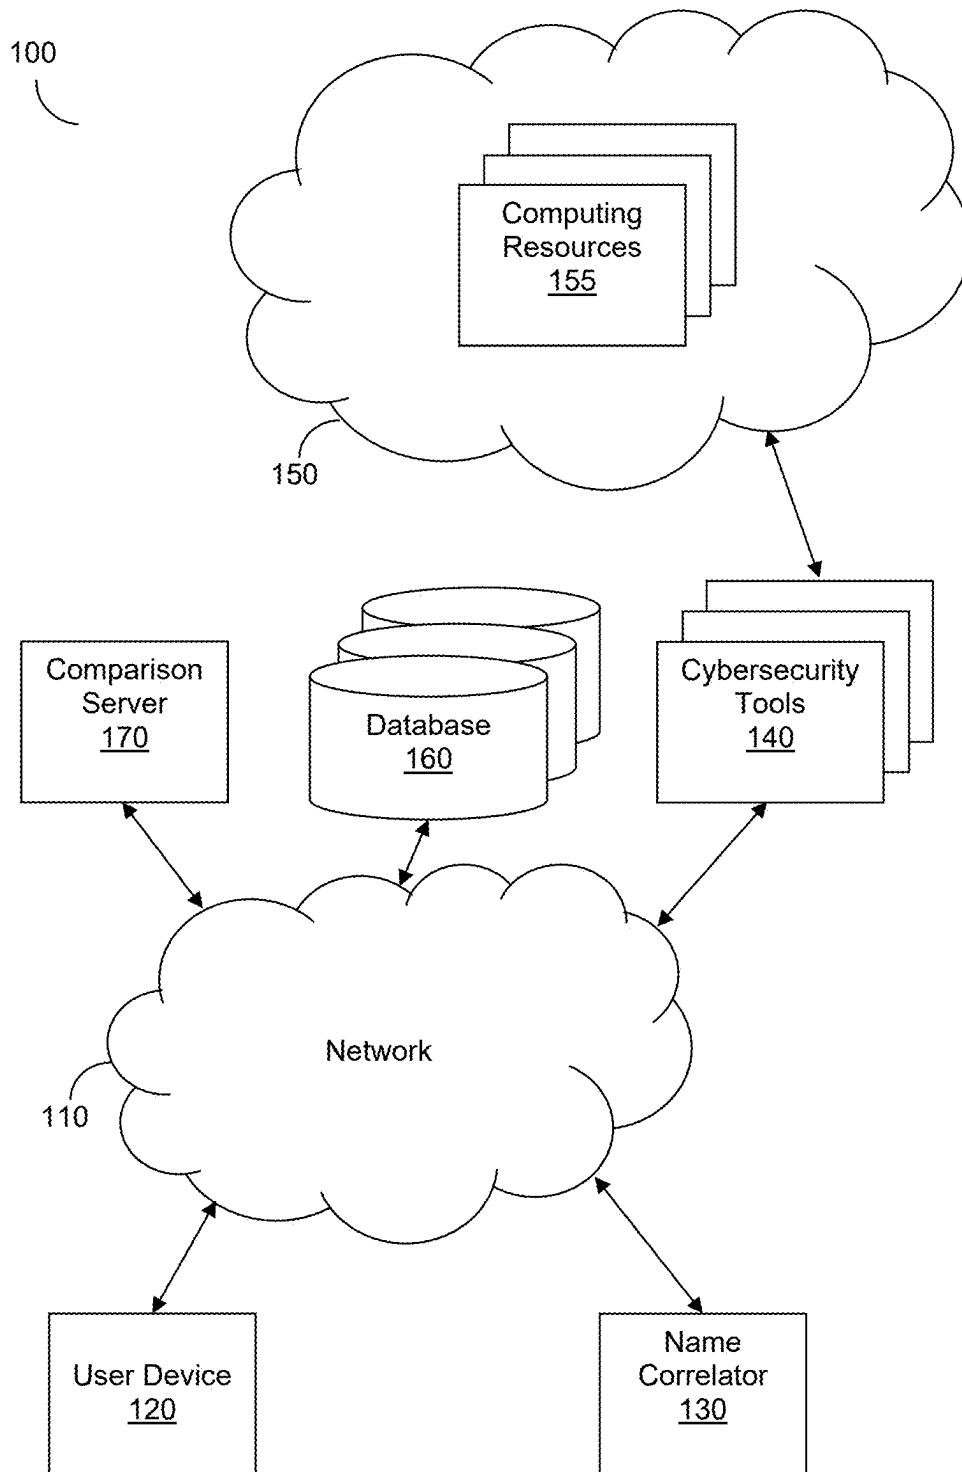 100
Computing
Resources
155
150
Comparison
Server
170
Database
160
Cybersecurity
Tools
140
Network
110
User Device
120
Name
Correlator
130